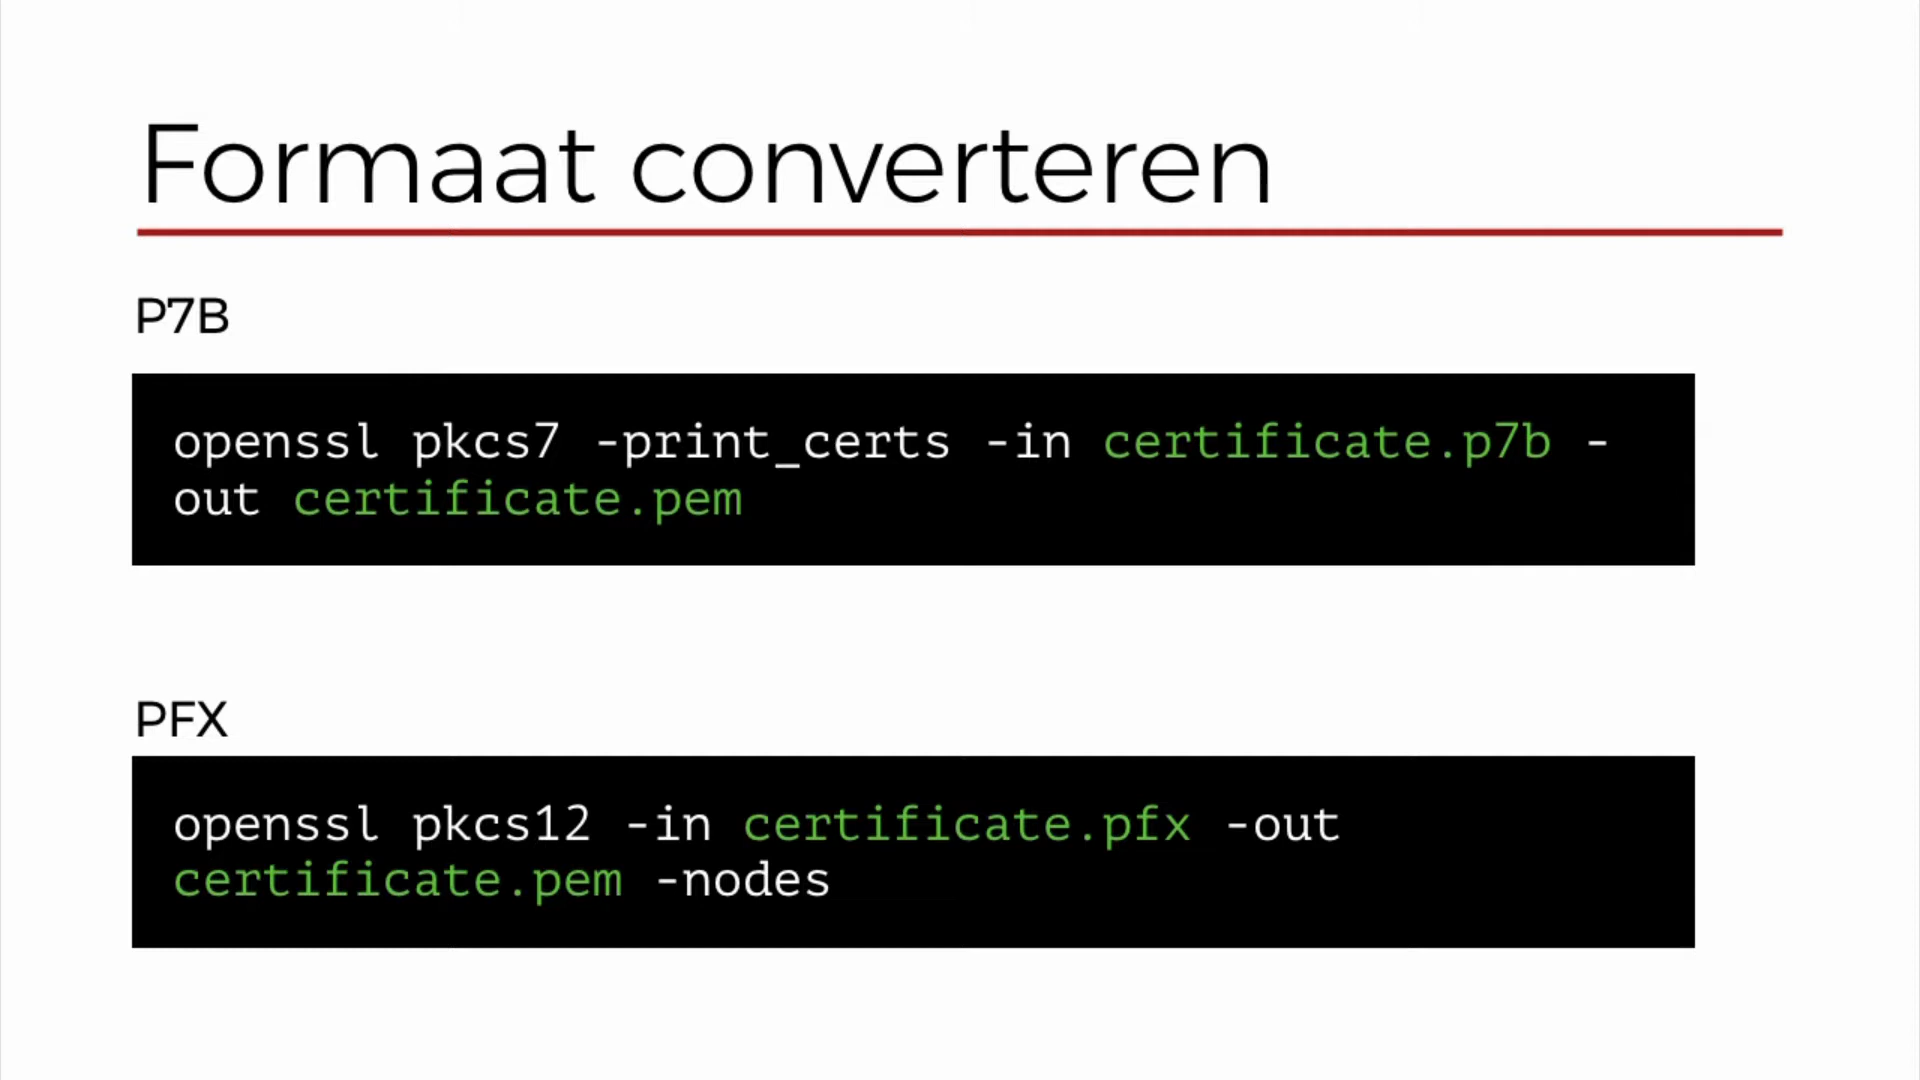 Formaat converteren
P7B
openssl pkcs7 -print_certs -in certificate.p7b -
out certificate.pem
PFX
openssl pkcs12 -in certificate.pfx -out
certificate.pem -nodes